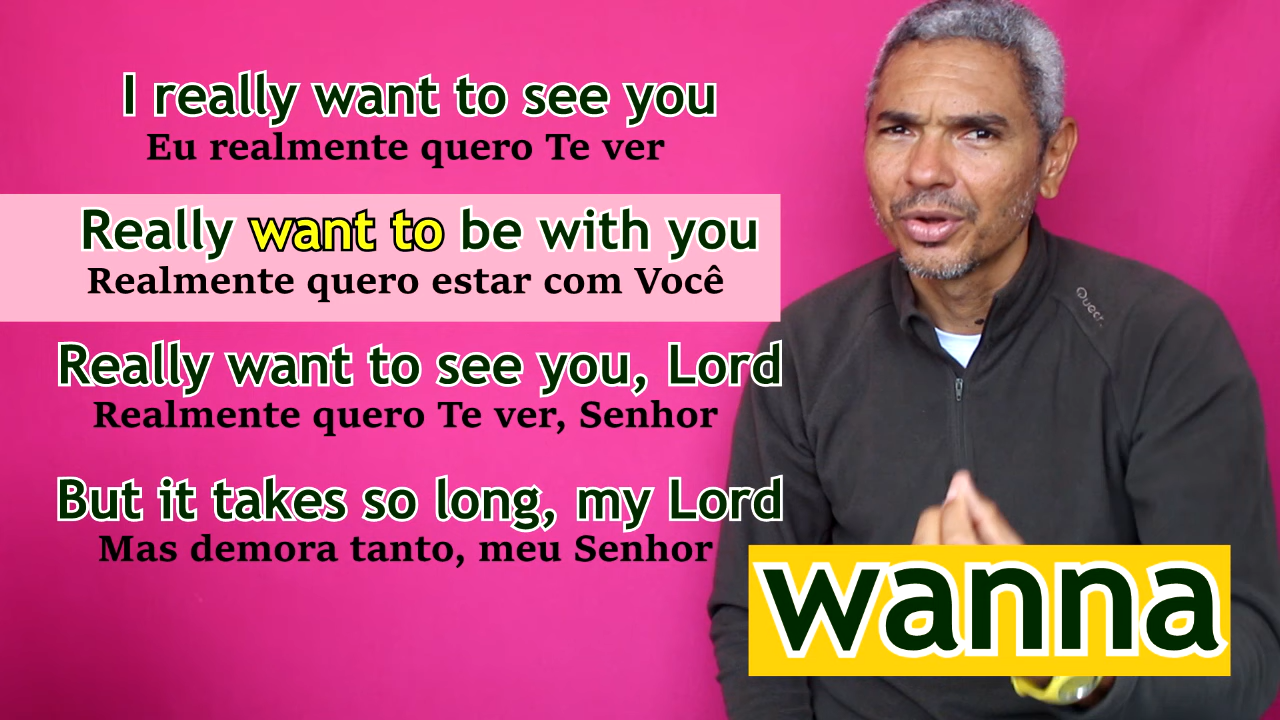 I really want to see you
Eu realmente quero Te ver
Really want to be with you
Realmente quero estar com Você
Really want to see you, Lord
Realmente quero Te ver, Senhor
But it takes so long, my Lord
Mas demora tanto, meu Senhor
wanna